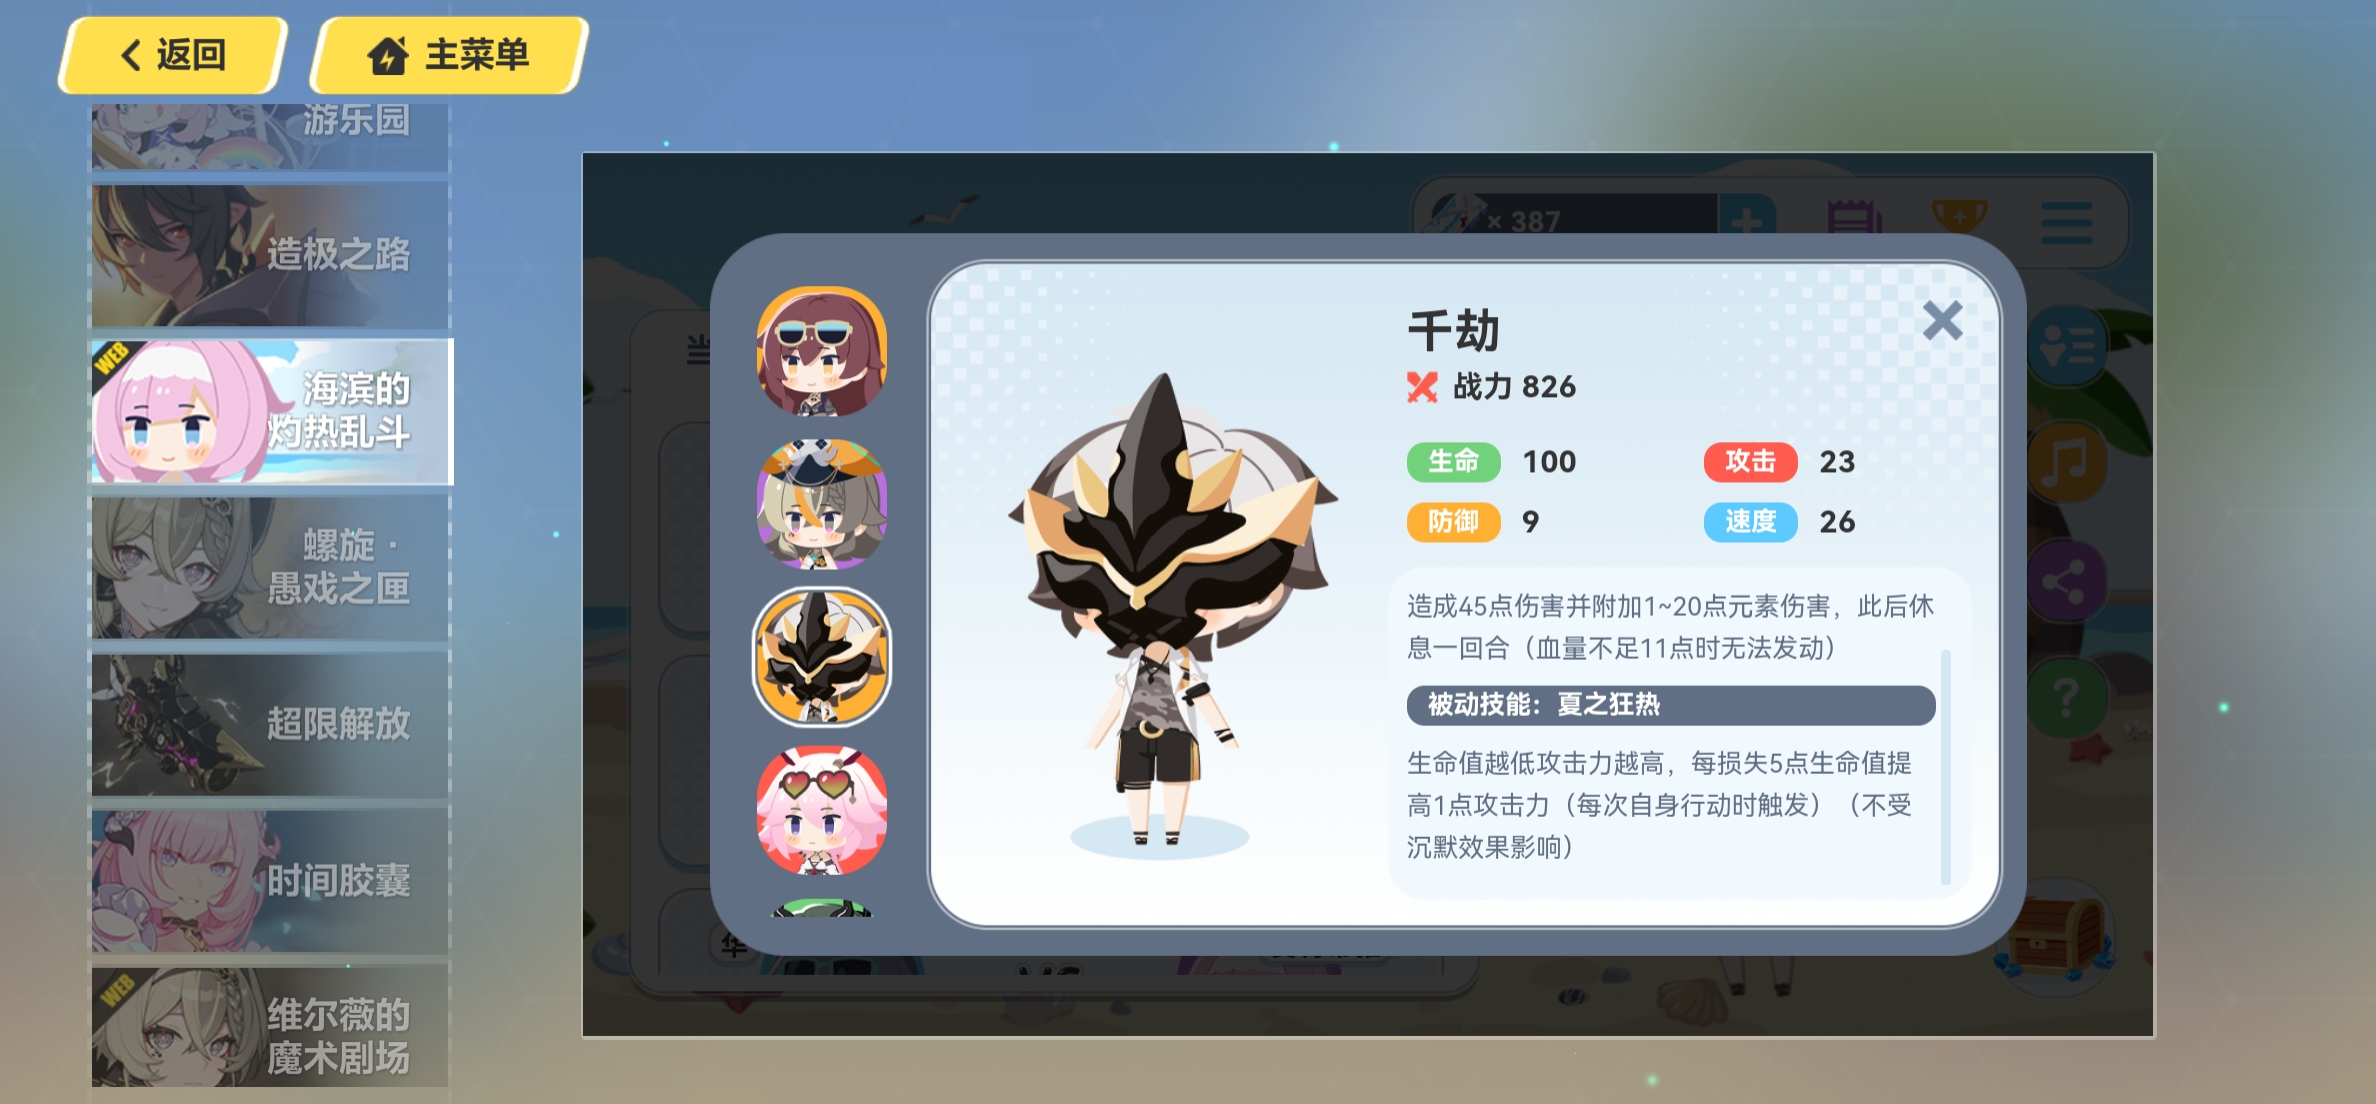 返回
主菜单
游乐园
造极之路
WEB
海滨的
灼热乱斗
螺旋·
愚戏之匣
超限解放
时间胶囊
WEB
维尔薇的
魔术剧场
× 387
当
千劫
战力 826
生命 100
攻击 23
防御 9
速度 26
造成45点伤害并附加1~20点元素伤害，此后休
息一回合（血量不足11点时无法发动）
被动技能：夏之狂热
生命值越低攻击力越高，每损失5点生命值提
高1点攻击力（每次自身行动时触发）（不受
沉默效果影响）
?
华
VS